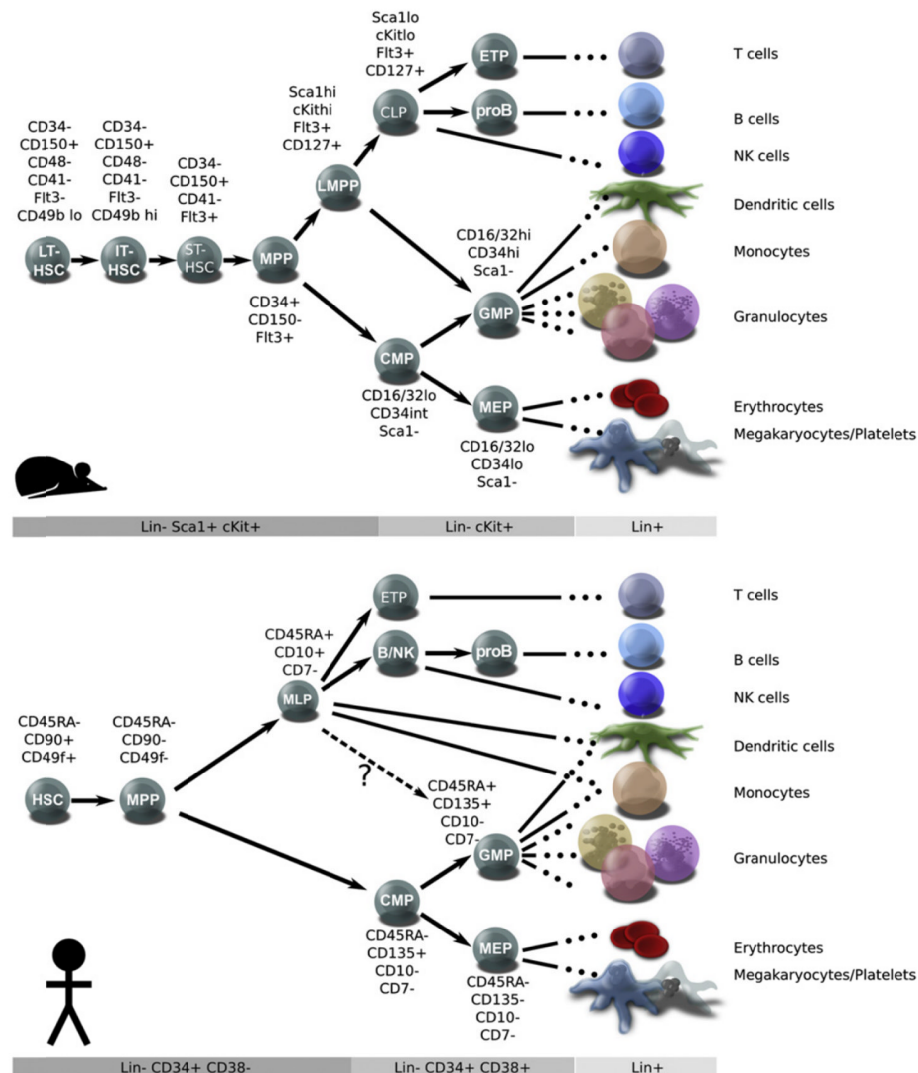 Sca1lo
cKitlo
Flt3+
CD127+
ETP
T cells
Sca1hi
cKithi
Flt3+
CD127+
CLP
proB
B cells
NK cells
CD34-
CD150+
CD48-
CD41-
Flt3-
CD49b lo
CD34-
CD150+
CD48-
CD41-
Flt3-
CD49b hi
CD34-
CD150+
CD41-
Flt3+
LMPP
Dendritic cells
LT-
HSC
IT-
HSC
ST-
HSC
MPP
CD16/32hi
CD34hi
Sca1-
Monocytes
CD34+
CD150-
Flt3+
GMP
Granulocytes
CMP
CD16/32lo
CD34int
Sca1-
MEP
CD16/32lo
CD34lo
Sca1-
Erythrocytes
Megakaryocytes/Platelets
Lin- Sca1+ cKit+
Lin- cKit+
Lin+
ETP
T cells
CD45RA+
CD10+
CD7-
B/NK
proB
B cells
MLP
NK cells
CD45RA-
CD90+
CD49f+
CD45RA-
CD90-
CD49f-
Dendritic cells
HSC
MPP
?
CD45RA+
CD135+
CD10-
CD7-
Monocytes
GMP
Granulocytes
CMP
CD45RA-
CD135+
CD10-
CD7-
MEP
CD45RA-
CD135-
CD10-
CD7-
Erythrocytes
Megakaryocytes/Platelets
Lin- CD34+ CD38-
Lin- CD34+ CD38+
Lin+